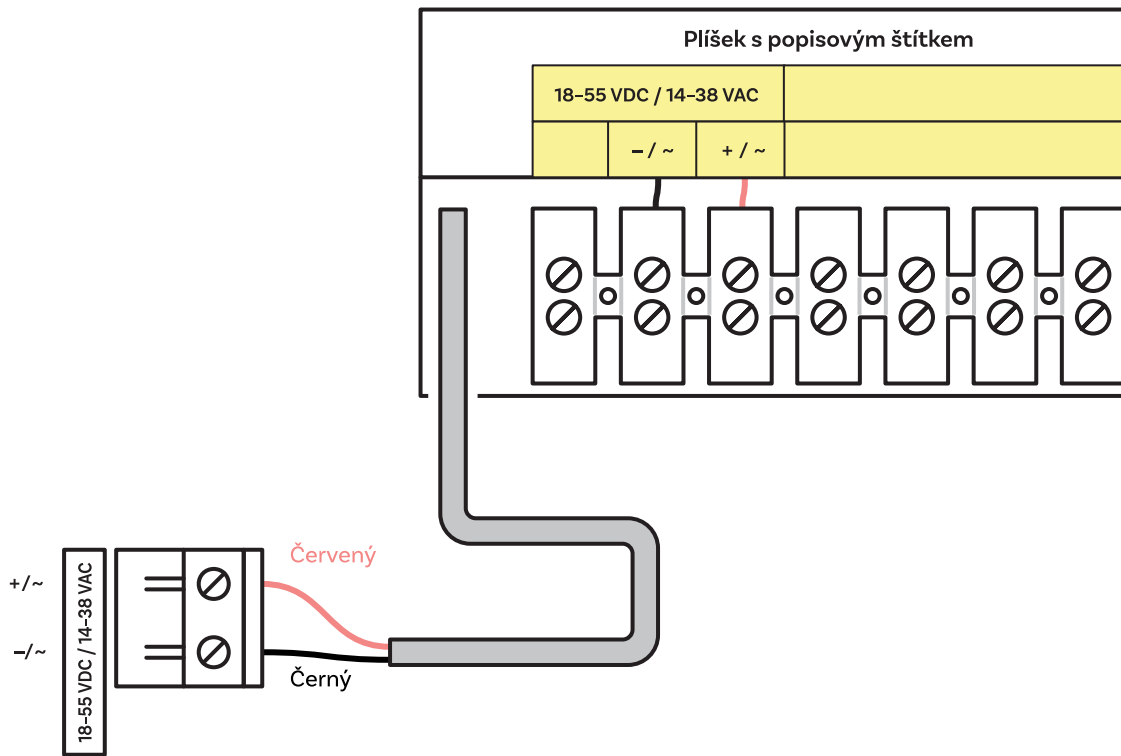 Plíšek s popisovým štítkem
18–55 VDC / 14–38 VAC
– / ~ + / ~
Červený
+/~
–/~
18–55 VDC / 14–38 VAC
Černý